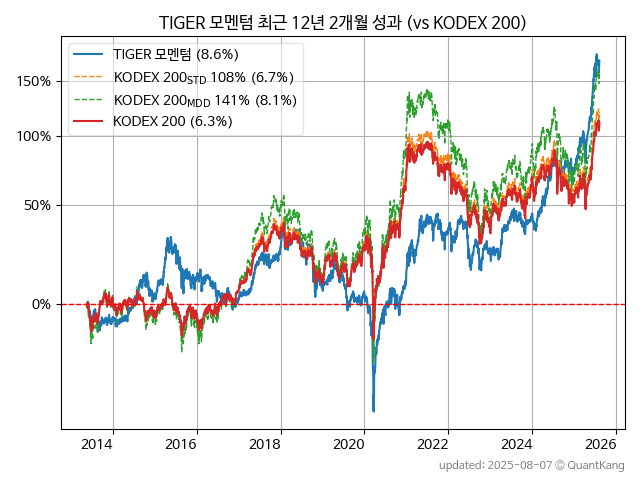 TIGER 모멘텀 최근 12년 2개월 성과 (vs KODEX 200)
TIGER 모멘텀 (8.6%)
KODEX 200STD 108% (6.7%)
KODEX 200MDD 141% (8.1%)
KODEX 200 (6.3%)
150%
100%
50%
0%
2014 2016 2018 2020 2022 2024 2026
updated: 2025-08-07 © QuantKang